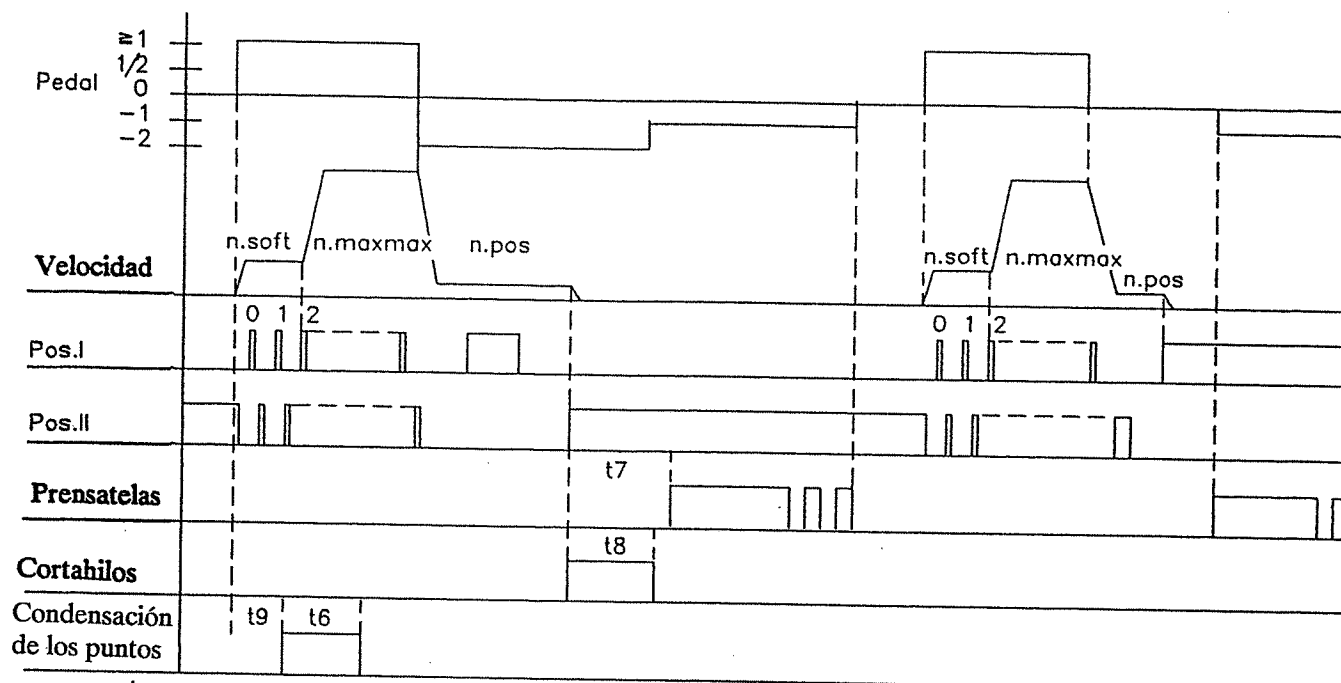 ≥1
1/2
Pedal 0
-1
-2
n.soft n.maxmax n.pos n.soft n.maxmax n.pos
Velocidad
0 1 2 0 1 2
Pos.I
Pos.II
t7
Prensatelas
t8
Cortahilos
Condensación t9 t6
de los puntos